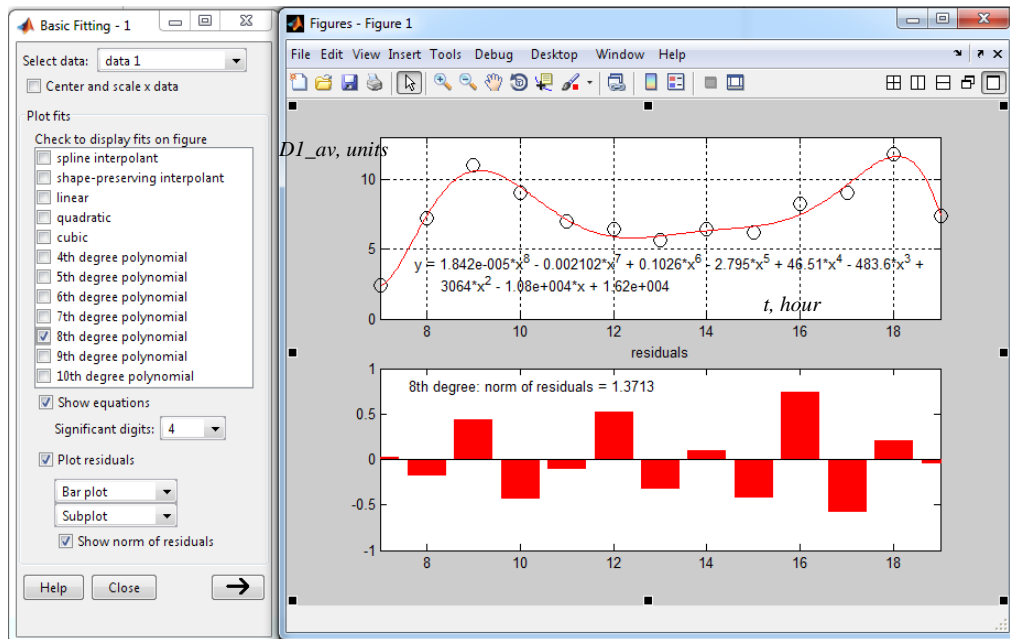 Basic Fitting - 1
Select data: data 1
Center and scale x data
Plot fits
Check to display fits on figure
spline interpolant
shape-preserving interpolant
linear
quadratic
cubic
4th degree polynomial
5th degree polynomial
6th degree polynomial
7th degree polynomial
8th degree polynomial
9th degree polynomial
10th degree polynomial
Show equations
Significant digits: 4
Plot residuals
Bar plot
Subplot
Show norm of residuals
Help Close
Figures - Figure 1
File Edit View Insert Tools Debug Desktop Window Help
D1_av, units
10
5
0
y = 1.842e-005*x^8 - 0.002102*x^7 + 0.1026*x^6 - 2.795*x^5 + 46.51*x^4 - 483.6*x^3 +
3064*x^2 - 1.08e+004*x + 1.62e+004
t, hour
8 10 12 14 16 18
residuals
1
0.5
0
-0.5
-1
8th degree: norm of residuals = 1.3713
8 10 12 14 16 18